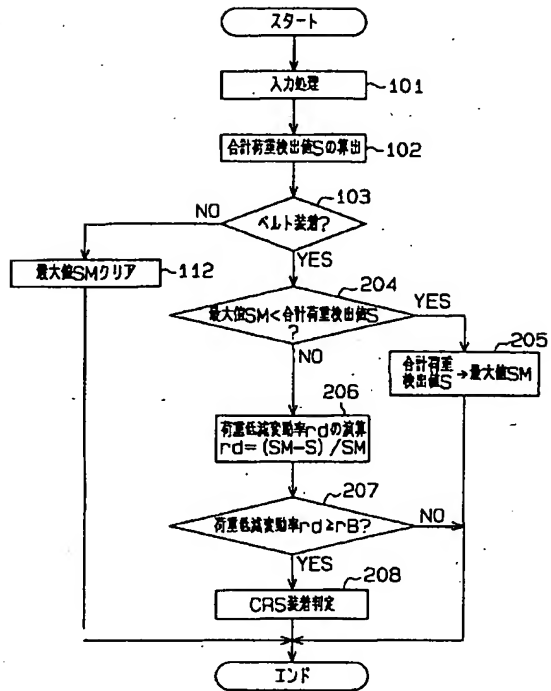 スタート
入力処理
101
合計荷重検出値Sの算出
102
103
NO
ベルト装着?
YES
最大値SMクリア
112
204
最大値SM<合計荷重検出値S
?
YES
NO
205
合計荷重
検出値S→最大値SM
206
荷重低減変動率rdの演算
rd=(SM-S)/SM
207
荷重低減変動率rd≧rB?
NO
YES
208
CRS装着判定
エンド